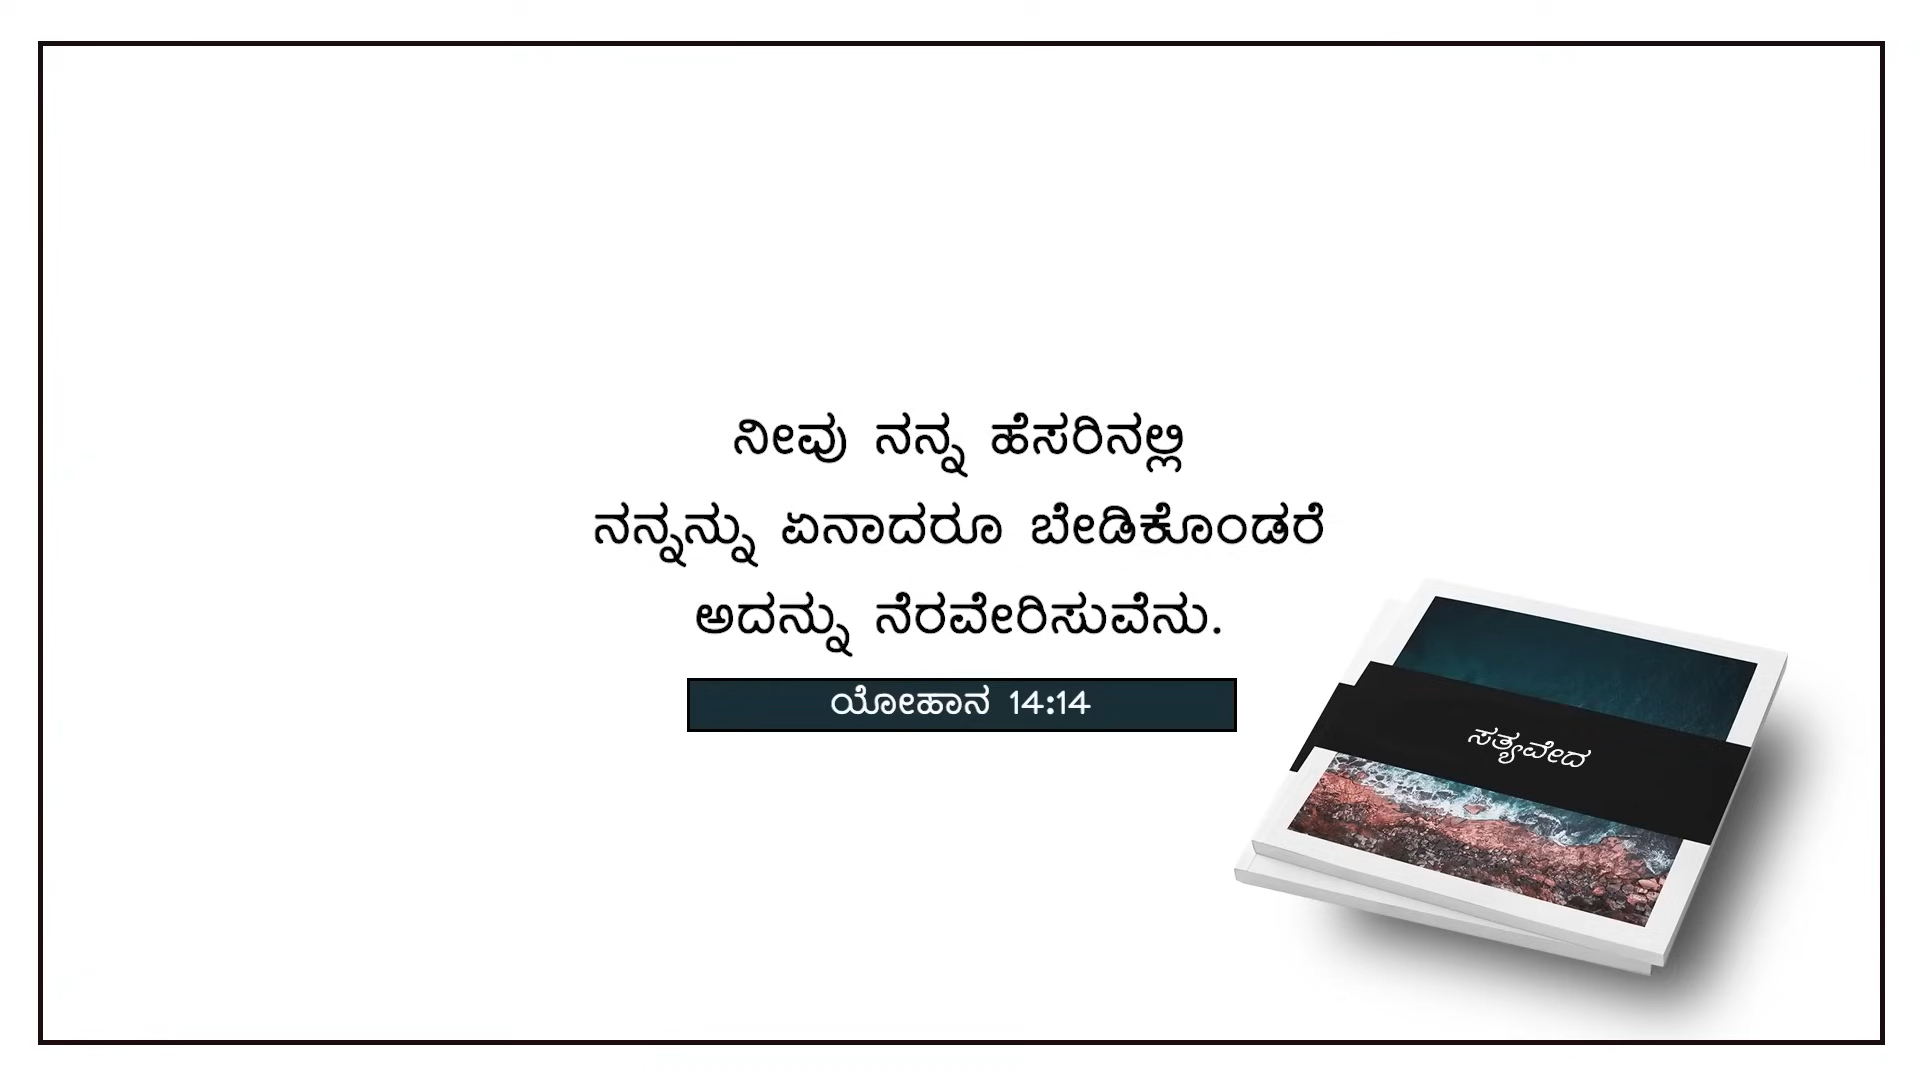 ನೀವು ನನ್ನ ಹೆಸರಿನಲ್ಲಿ
ನನ್ನನ್ನು ಏನಾದರೂ ಬೇಡಿಕೊಂಡರೆ
ಅದನ್ನು ನೆರವೇರಿಸುವೆನು.
ಯೋಹಾನ 14:14
ಸತ್ಯವೇದ